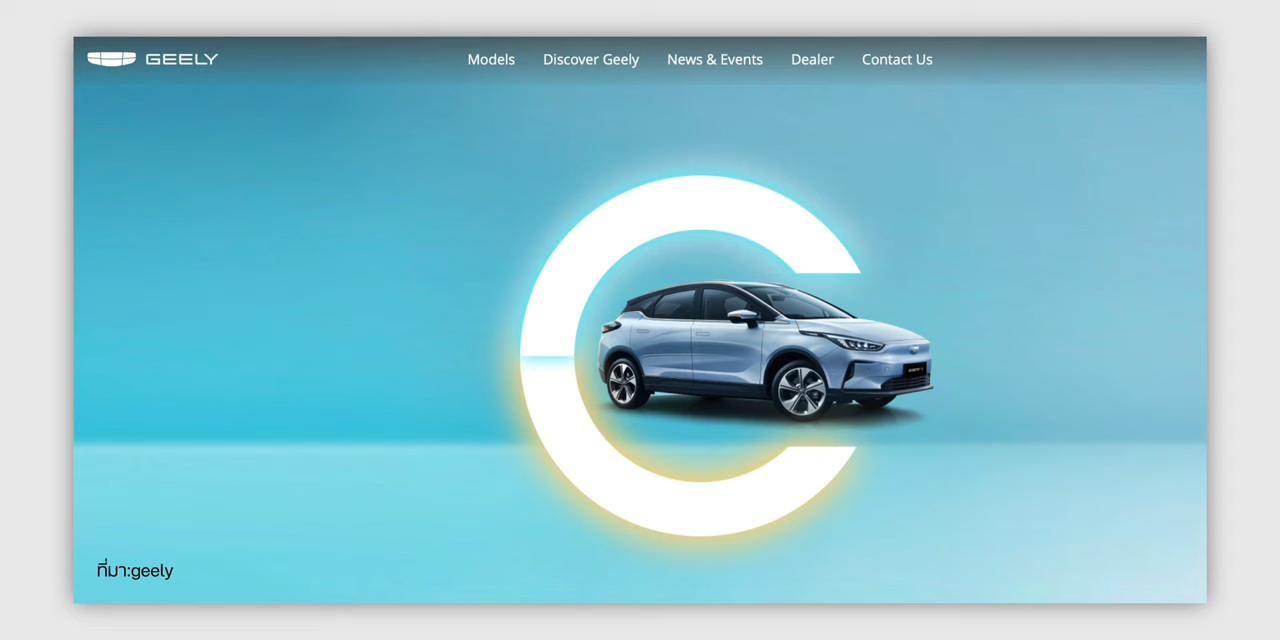 GEELY
Models Discover Geely News & Events Dealer Contact Us
C
ที่มา:geely